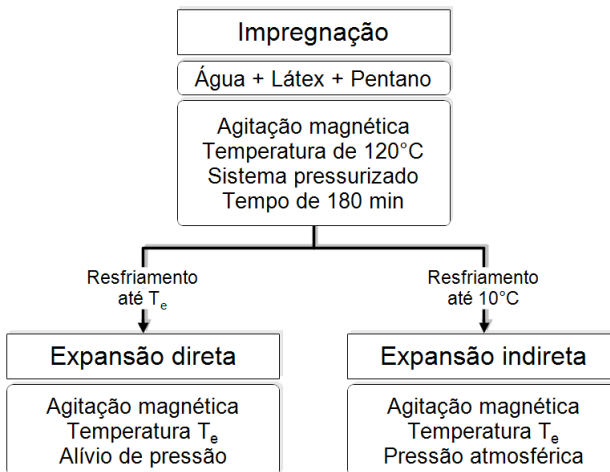 Impregnação
Água + Látex + Pentano
Agitação magnética
Temperatura de 120°C
Sistema pressurizado
Tempo de 180 min
Resfriamento
até Te
Resfriamento
até 10°C
Expansão direta
Agitação magnética
Temperatura Te
Alívio de pressão
Expansão indireta
Agitação magnética
Temperatura Te
Pressão atmosférica